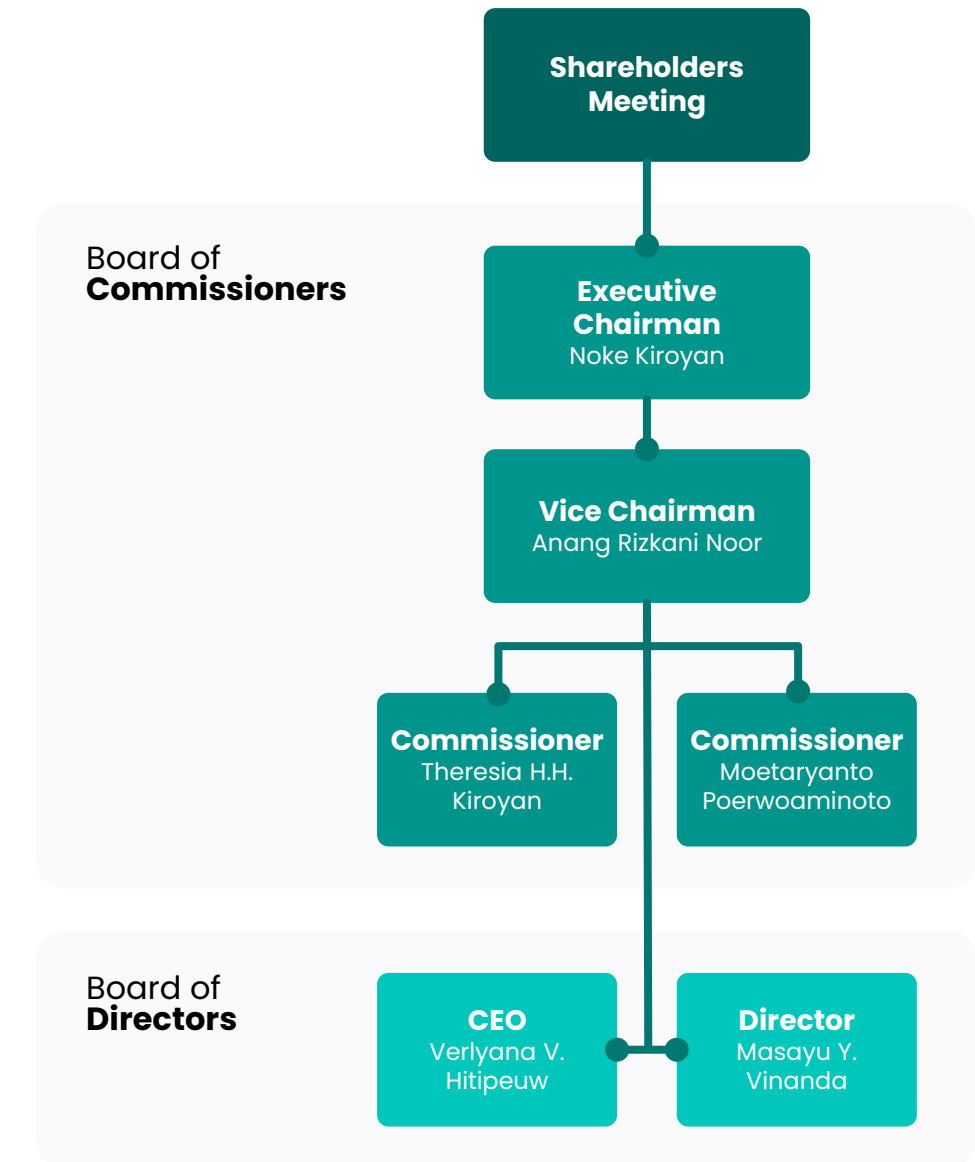 Shareholders
Meeting
Board of
Commissioners
Executive
Chairman
Noke Kiroyan
Vice Chairman
Anang Rizkani Noor
Commissioner
Theresia H.H.
Kiroyan
Commissioner
Moetaryanto
Poerwoaminoto
Board of
Directors
CEO
Verlyana V.
Hitipeuw
Director
Masayu Y.
Vinanda